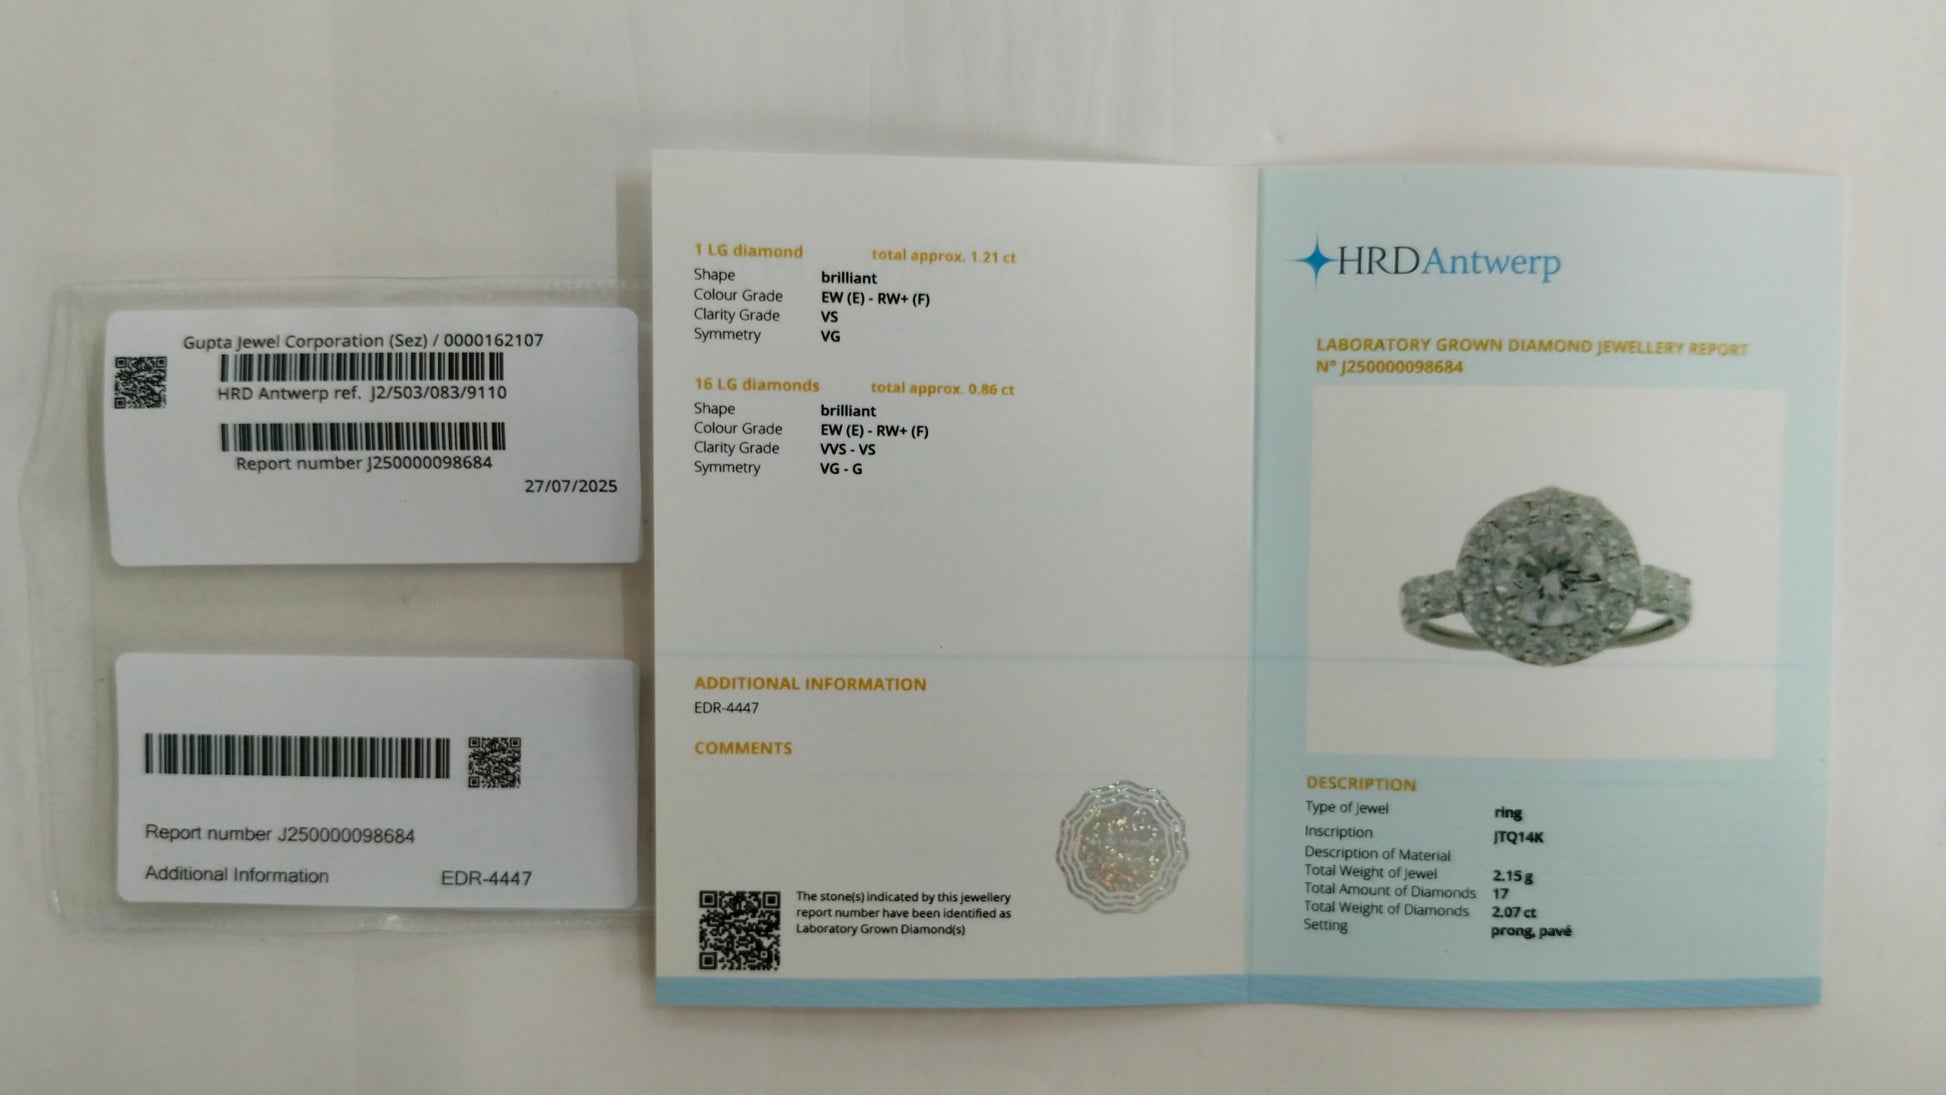 Gupta Jewel Corporation (Sez) / 0000162107
HRD Antwerp ref. J2/503/083/9110
Report number J250000098684
27/07/2025
Report number J250000098684
Additional Information EDR-4447
1 LG diamond total approx. 1.21 ct
Shape brilliant
Colour Grade EW (E) - RW+ (F)
Clarity Grade VS
Symmetry VG
16 LG diamonds total approx. 0.86 ct
Shape brilliant
Colour Grade EW (E) - RW+ (F)
Clarity Grade VVS - VS
Symmetry VG - G
ADDITIONAL INFORMATION
EDR-4447
COMMENTS
The stone(s) indicated by this jewellery
report number have been identified as
Laboratory Grown Diamond(s)
HRDAntwerp
LABORATORY GROWN DIAMOND JEWELLERY REPORT
N° J250000098684
DESCRIPTION
Type of Jewel ring
Inscription JTQ14K
Description of Material
Total Weight of Jewel 2.15 g
Total Amount of Diamonds 17
Total Weight of Diamonds 2.07 ct
Setting prong, pavé